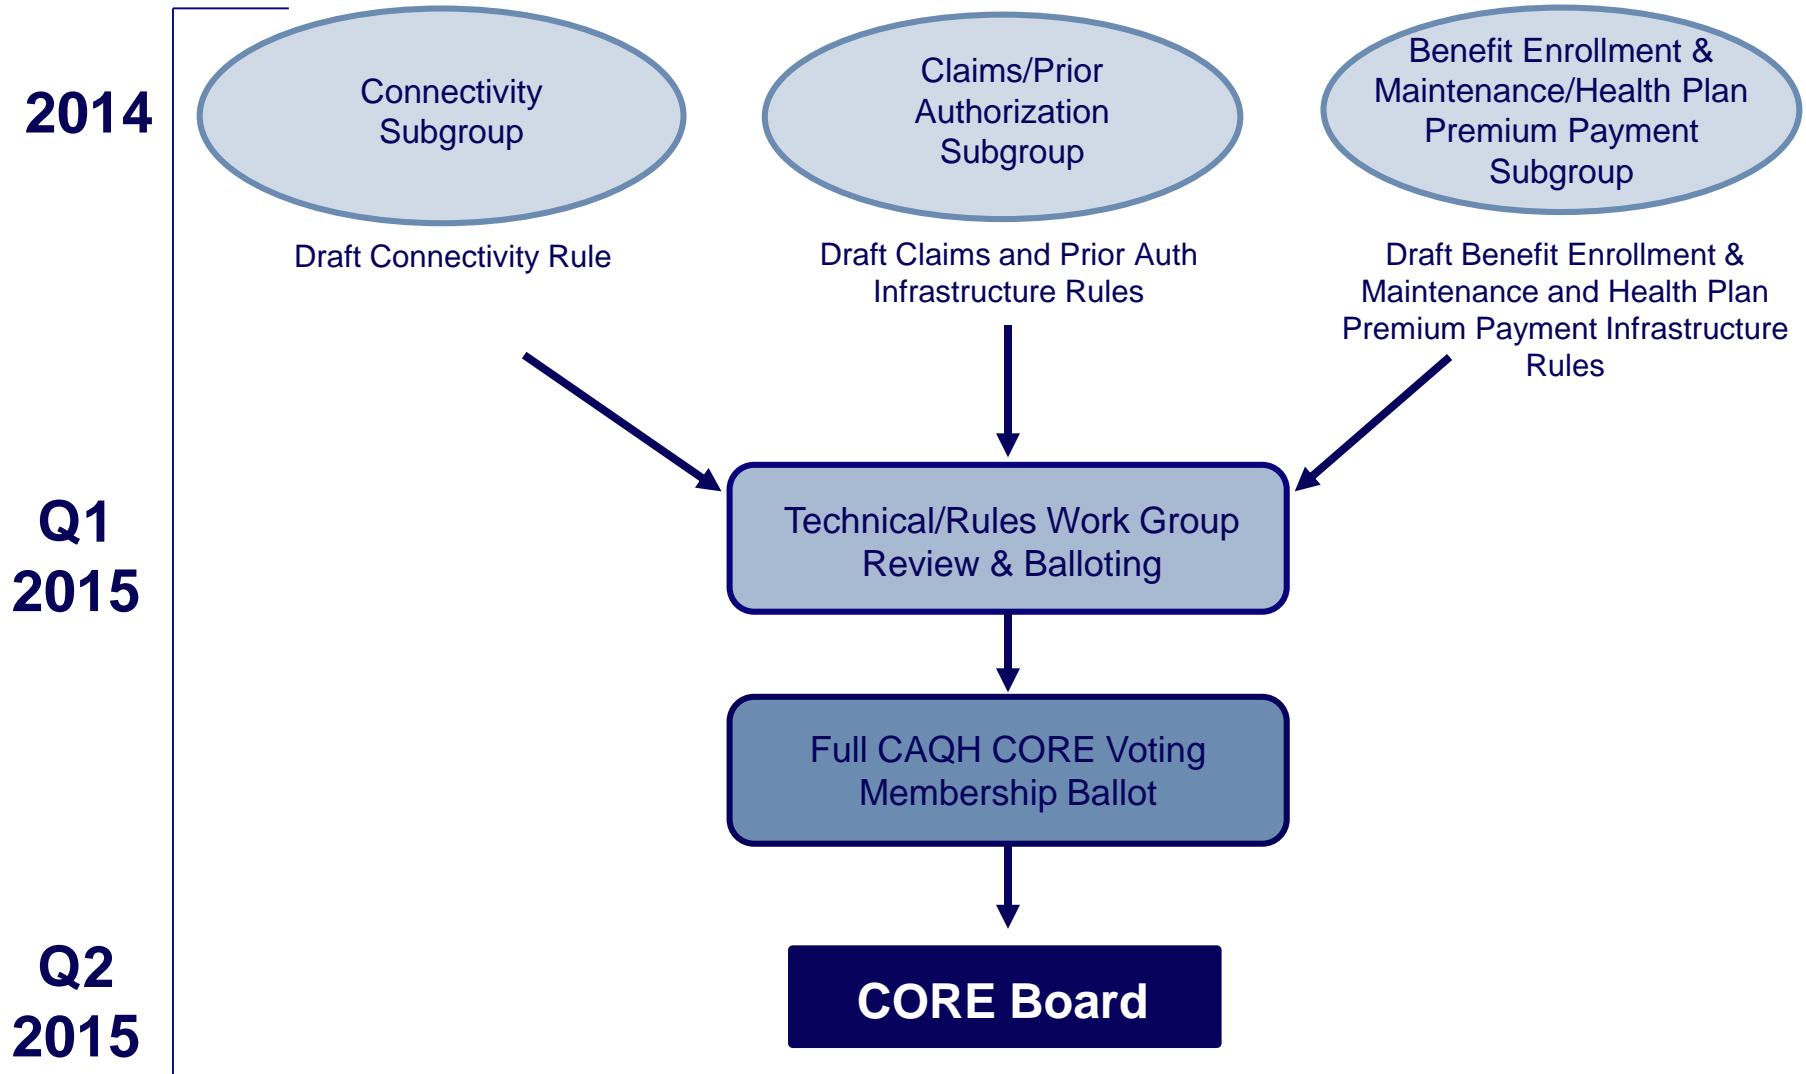 2014
Connectivity
Subgroup
Claims/Prior
Authorization
Subgroup
Benefit Enrollment &
Maintenance/Health Plan
Premium Payment
Subgroup
Draft Connectivity Rule
Draft Claims and Prior Auth
Infrastructure Rules
Draft Benefit Enrollment &
Maintenance and Health Plan
Premium Payment Infrastructure
Rules
Q1
2015
Technical/Rules Work Group
Review & Balloting
Full CAQH CORE Voting
Membership Ballot
Q2
2015
CORE Board